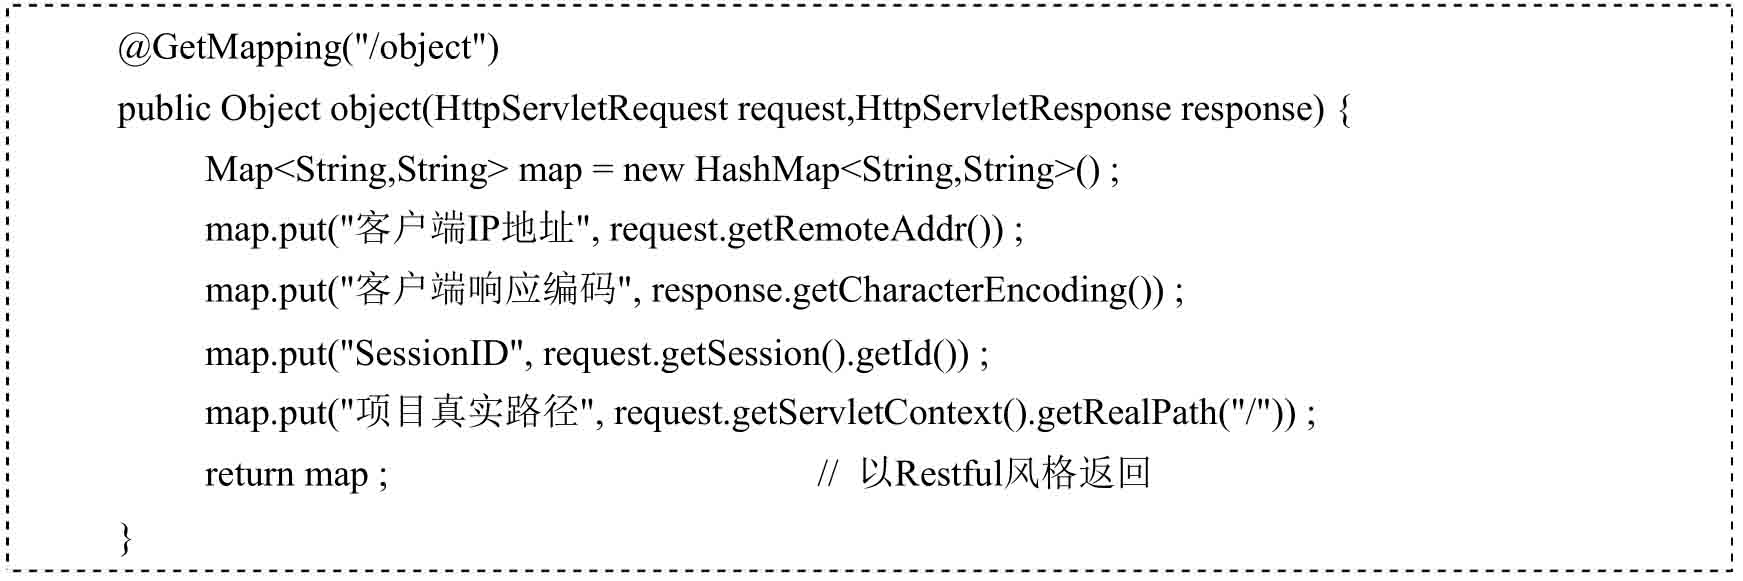 @GetMapping("/object")
public Object object(HttpServletRequest request,HttpServletResponse response) {
Map<String,String> map = new HashMap<String,String>() ;
map.put("客户端IP地址", request.getRemoteAddr()) ;
map.put("客户端响应编码", response.getCharacterEncoding()) ;
map.put("SessionID", request.getSession().getId()) ;
map.put("项目真实路径", request.getServletContext().getRealPath("/")) ;
return map ; // 以Restful风格返回
}